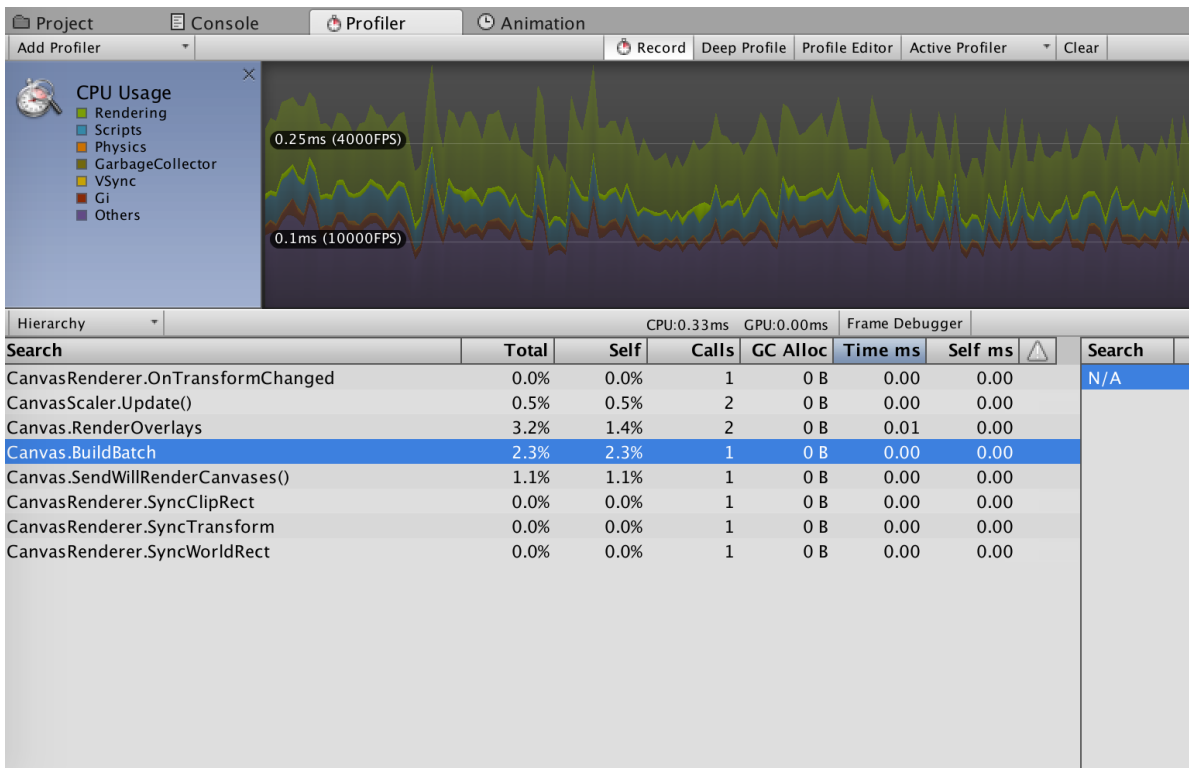 Project Console Profiler Animation
Add Profiler Record Deep Profile Profile Editor Active Profiler Clear
CPU Usage
Rendering
Scripts
Physics
GarbageCollector
VSync
Gi
Others
0.25ms (4000FPS)
0.1ms (10000FPS)
Hierarchy CPU:0.33ms GPU:0.00ms Frame Debugger
Search Total Self Calls GC Alloc Time ms Self ms Search
CanvasRenderer.OnTransformChanged 0.0% 0.0% 1 0 B 0.00 0.00 N/A
CanvasScaler.Update() 0.5% 0.5% 2 0 B 0.00 0.00
Canvas.RenderOverlays 3.2% 1.4% 2 0 B 0.01 0.00
Canvas.BuildBatch 2.3% 2.3% 1 0 B 0.00 0.00
Canvas.SendWillRenderCanvases() 1.1% 1.1% 1 0 B 0.00 0.00
CanvasRenderer.SyncClipRect 0.0% 0.0% 1 0 B 0.00 0.00
CanvasRenderer.SyncTransform 0.0% 0.0% 1 0 B 0.00 0.00
CanvasRenderer.SyncWorldRect 0.0% 0.0% 1 0 B 0.00 0.00